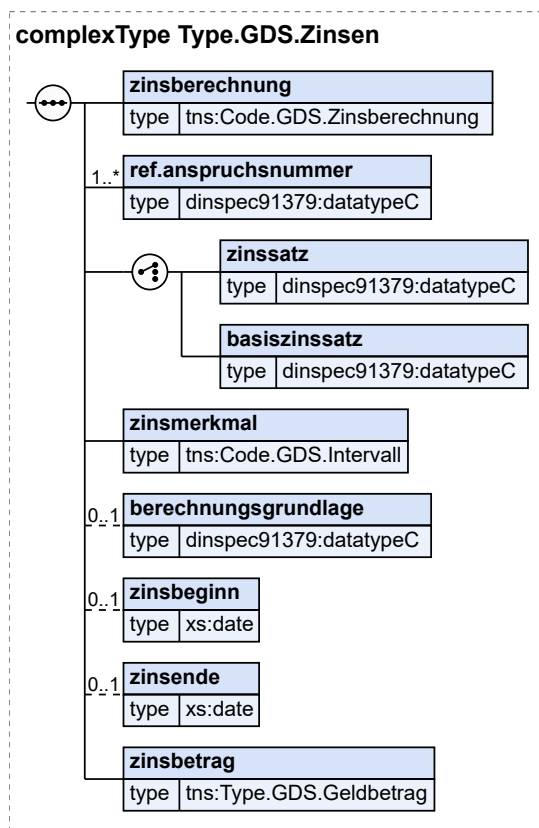 complexType Type.GDS.Zinsen
zinsberechnung
type tns:Code.GDS.Zinsberechnung
1..* ref.anspruchsnummer
type dinspec91379:datatypeC
zinssatz
type dinspec91379:datatypeC
basiszinssatz
type dinspec91379:datatypeC
zinsmerkmal
type tns:Code.GDS.Intervall
0..1 berechnungsgrundlage
type dinspec91379:datatypeC
0..1 zinsbeginn
type xs:date
0..1 zinsende
type xs:date
zinsbetrag
type tns:Type.GDS.Geldbetrag